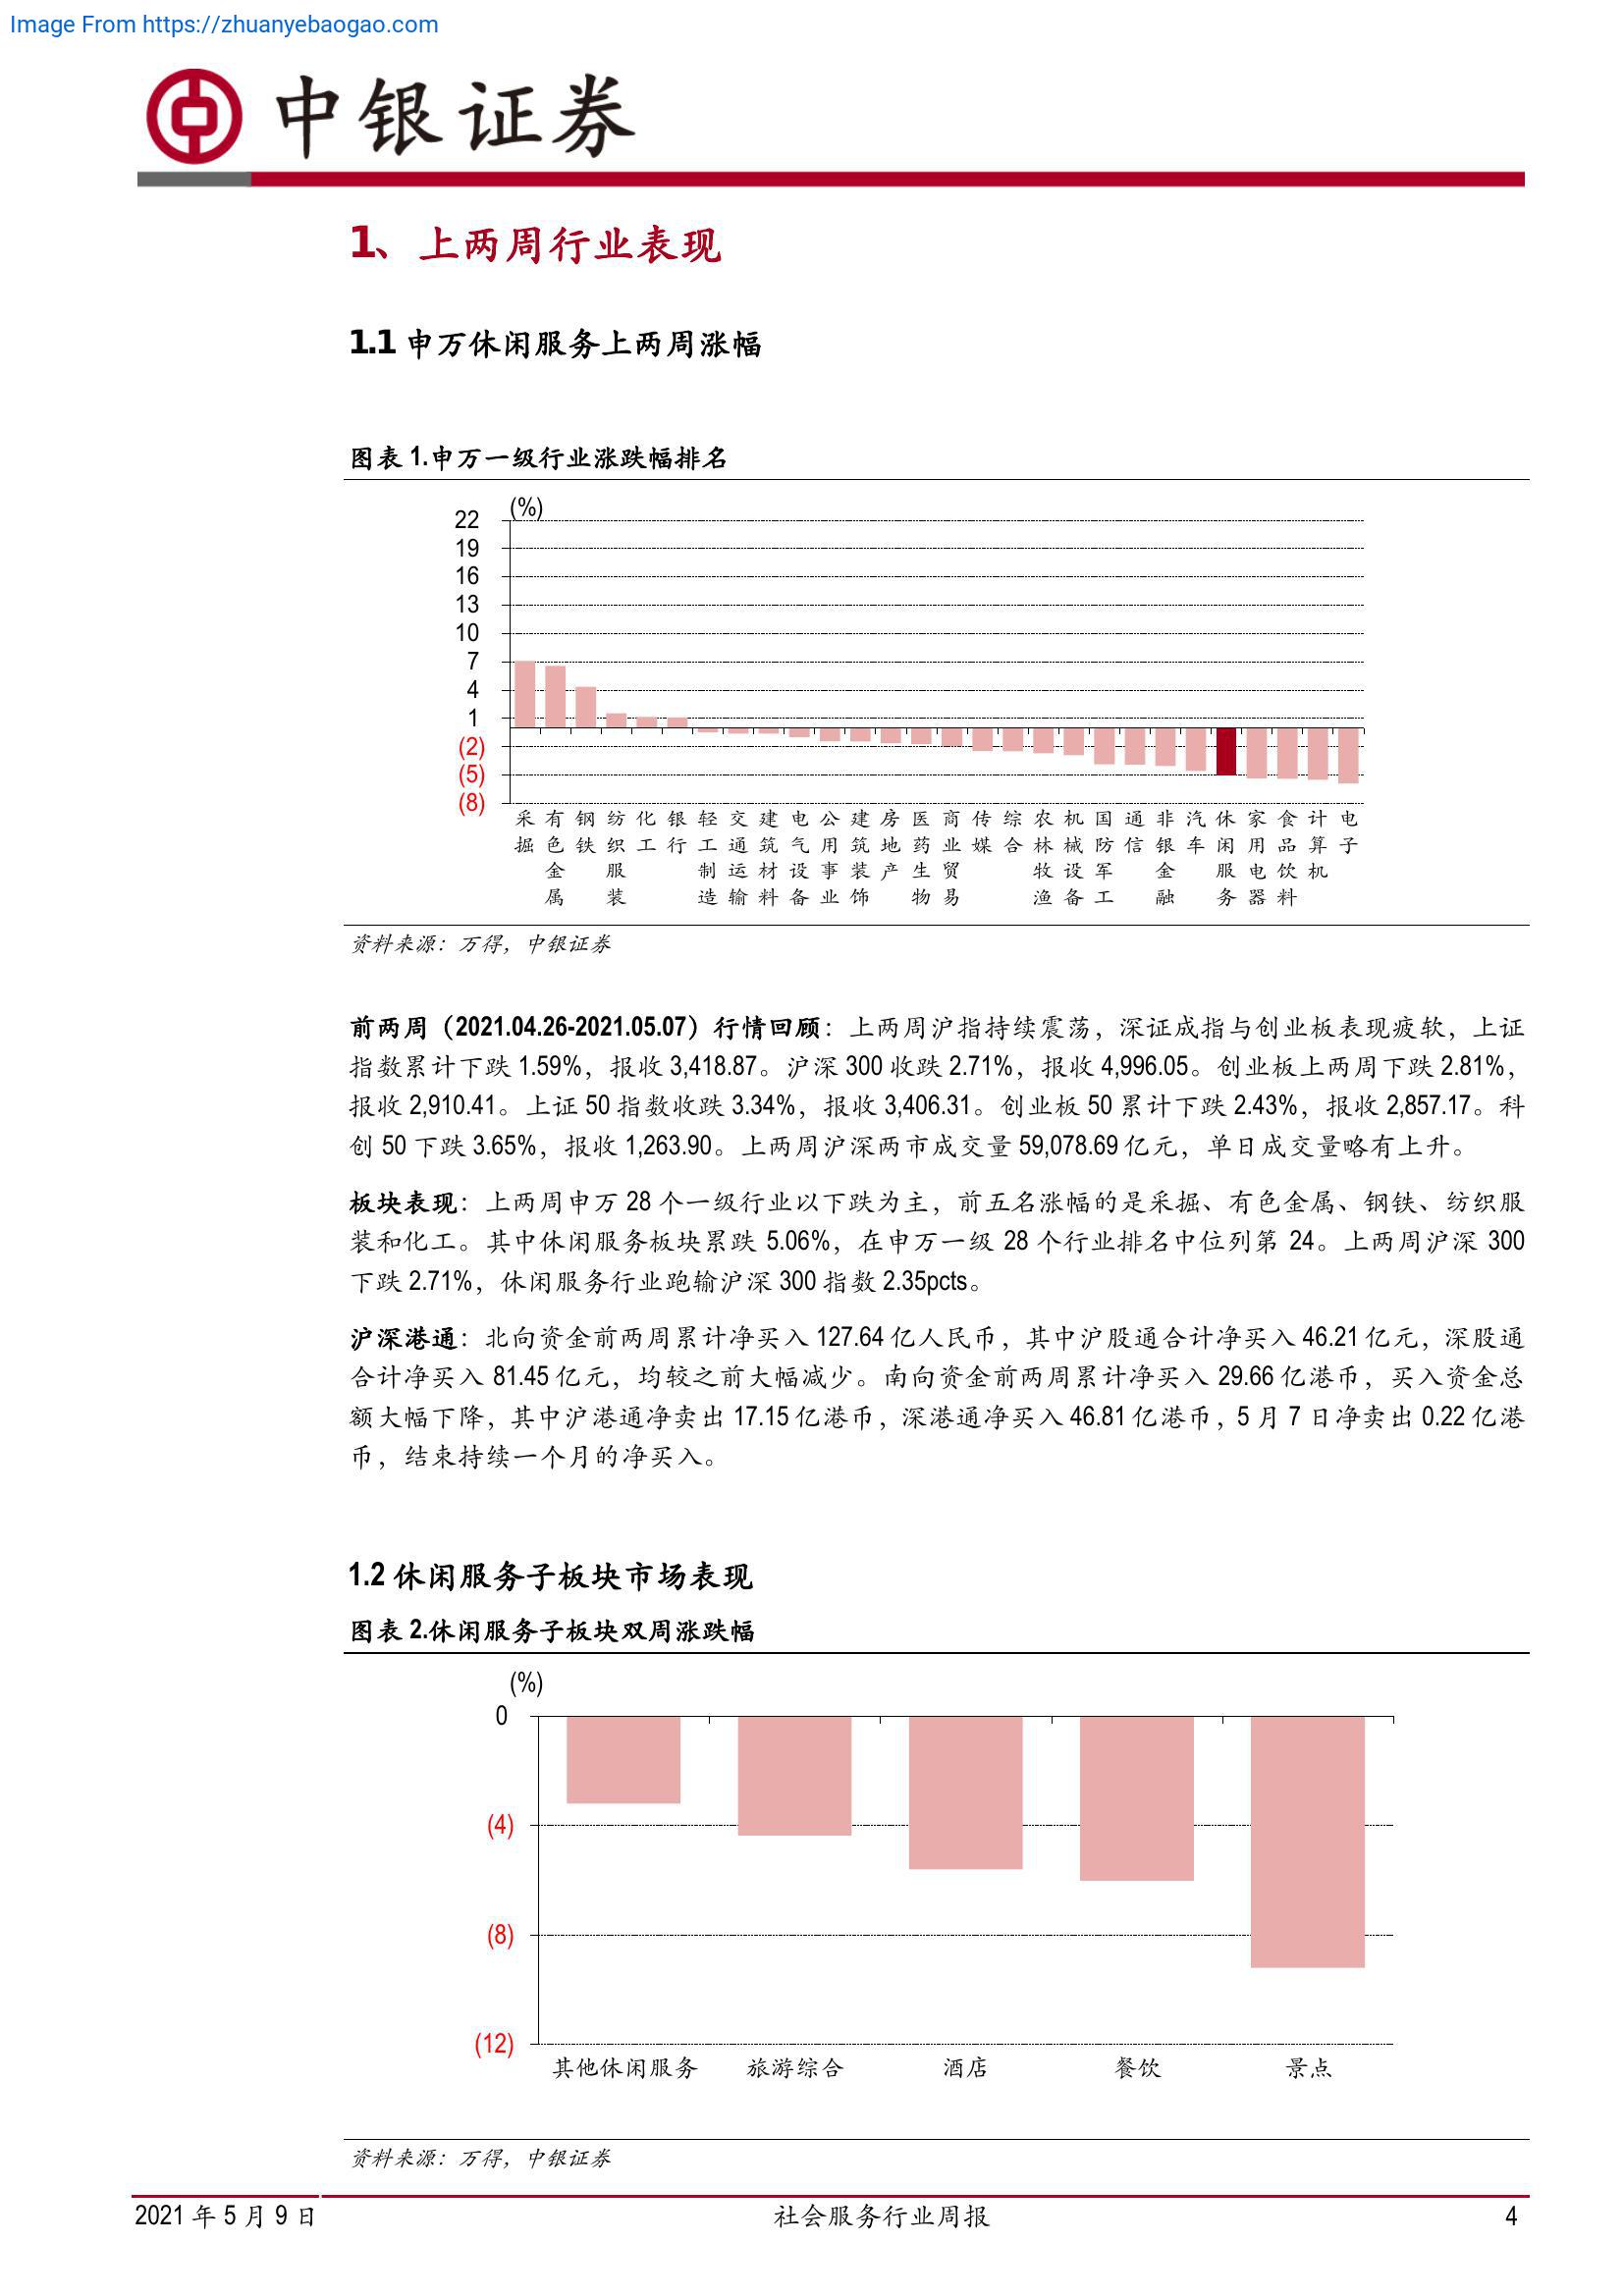 Image From https://zhuanyebaogao.com
中银证券
1、上两周行业表现
1.1 申万休闲服务上两周涨幅
图表 1.申万一级行业涨跌幅排名
(%)
22
19
16
13
10
7
4
1
(2)
(5)
(8)
采掘
有色金属
钢铁
纺织服装
化工
银行
轻工制造
交通运输
建筑材料
电气设备
公用事业
建筑装饰
房地产
医药生物
商业贸易
传媒
综合
农林牧渔
机械设备
国防军工
通信
非银金融
汽车
休闲服务
家用电器
食品饮料
计算机
电子
资料来源：万得，中银证券
前两周（2021.04.26-2021.05.07）行情回顾：上两周沪指持续震荡，深证成指与创业板表现疲软，上证
指数累计下跌 1.59%，报收 3,418.87。沪深 300 收跌 2.71%，报收 4,996.05。创业板上两周下跌 2.81%，
报收 2,910.41。上证 50 指数收跌 3.34%，报收 3,406.31。创业板 50 累计下跌 2.43%，报收 2,857.17。科
创 50 下跌 3.65%，报收 1,263.90。上两周沪深两市成交量 59,078.69 亿元，单日成交量略有上升。
板块表现：上两周申万 28 个一级行业以下跌为主，前五名涨幅的是采掘、有色金属、钢铁、纺织服
装和化工。其中休闲服务板块累跌 5.06%，在申万一级 28 个行业排名中位列第 24。上两周沪深 300
下跌 2.71%，休闲服务行业跑输沪深 300 指数 2.35pcts。
沪深港通：北向资金前两周累计净买入 127.64 亿人民币，其中沪股通合计净买入 46.21 亿元，深股通
合计净买入 81.45 亿元，均较之前大幅减少。南向资金前两周累计净买入 29.66 亿港币，买入资金总
额大幅下降，其中沪港通净卖出 17.15 亿港币，深港通净买入 46.81 亿港币，5 月 7 日净卖出 0.22 亿港
币，结束持续一个月的净买入。
1.2 休闲服务子板块市场表现
图表 2.休闲服务子板块双周涨跌幅
(%)
0
(4)
(8)
(12)
其他休闲服务
旅游综合
酒店
餐饮
景点
资料来源：万得，中银证券
2021 年 5 月 9 日
社会服务行业周报
4